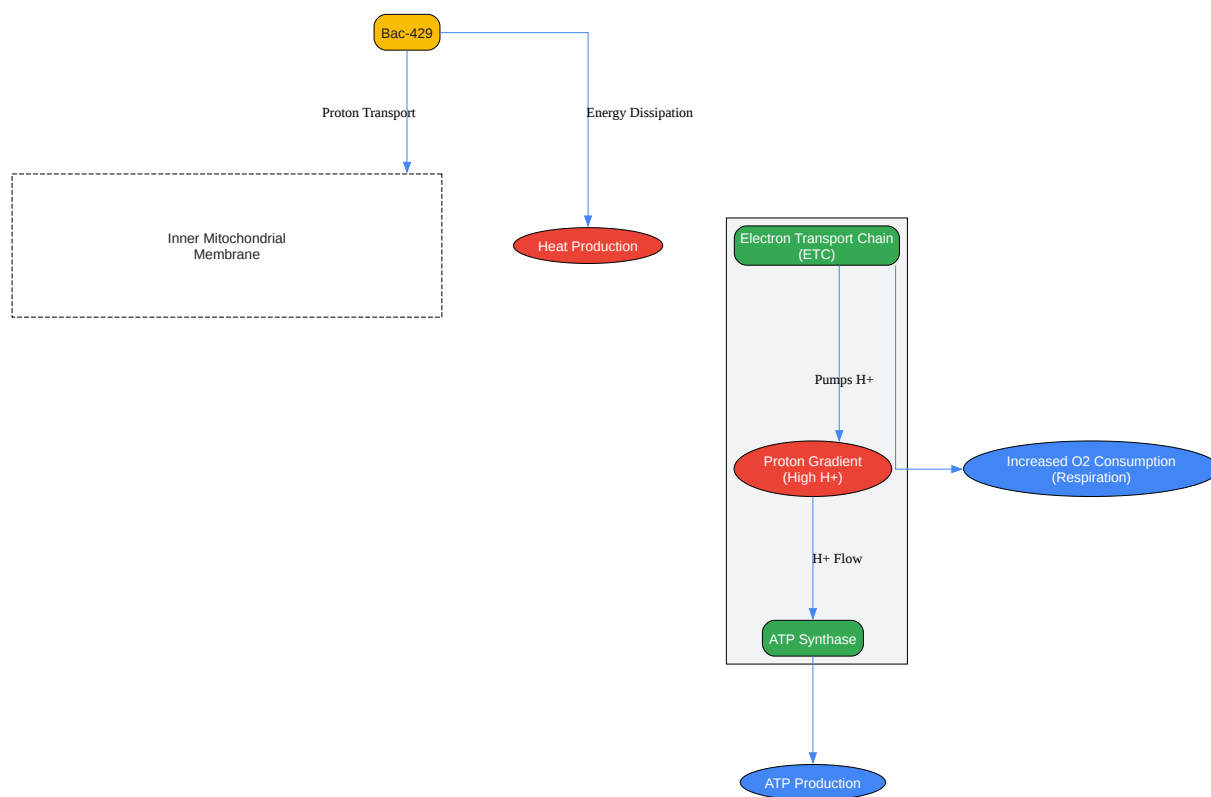 Bac-429
Proton Transport
Energy Dissipation
Inner Mitochondrial
Membrane
Heat Production
Electron Transport Chain
(ETC)
Pumps H+
Proton Gradient
(High H+)
Increased O2 Consumption
(Respiration)
H+ Flow
ATP Synthase
ATP Production